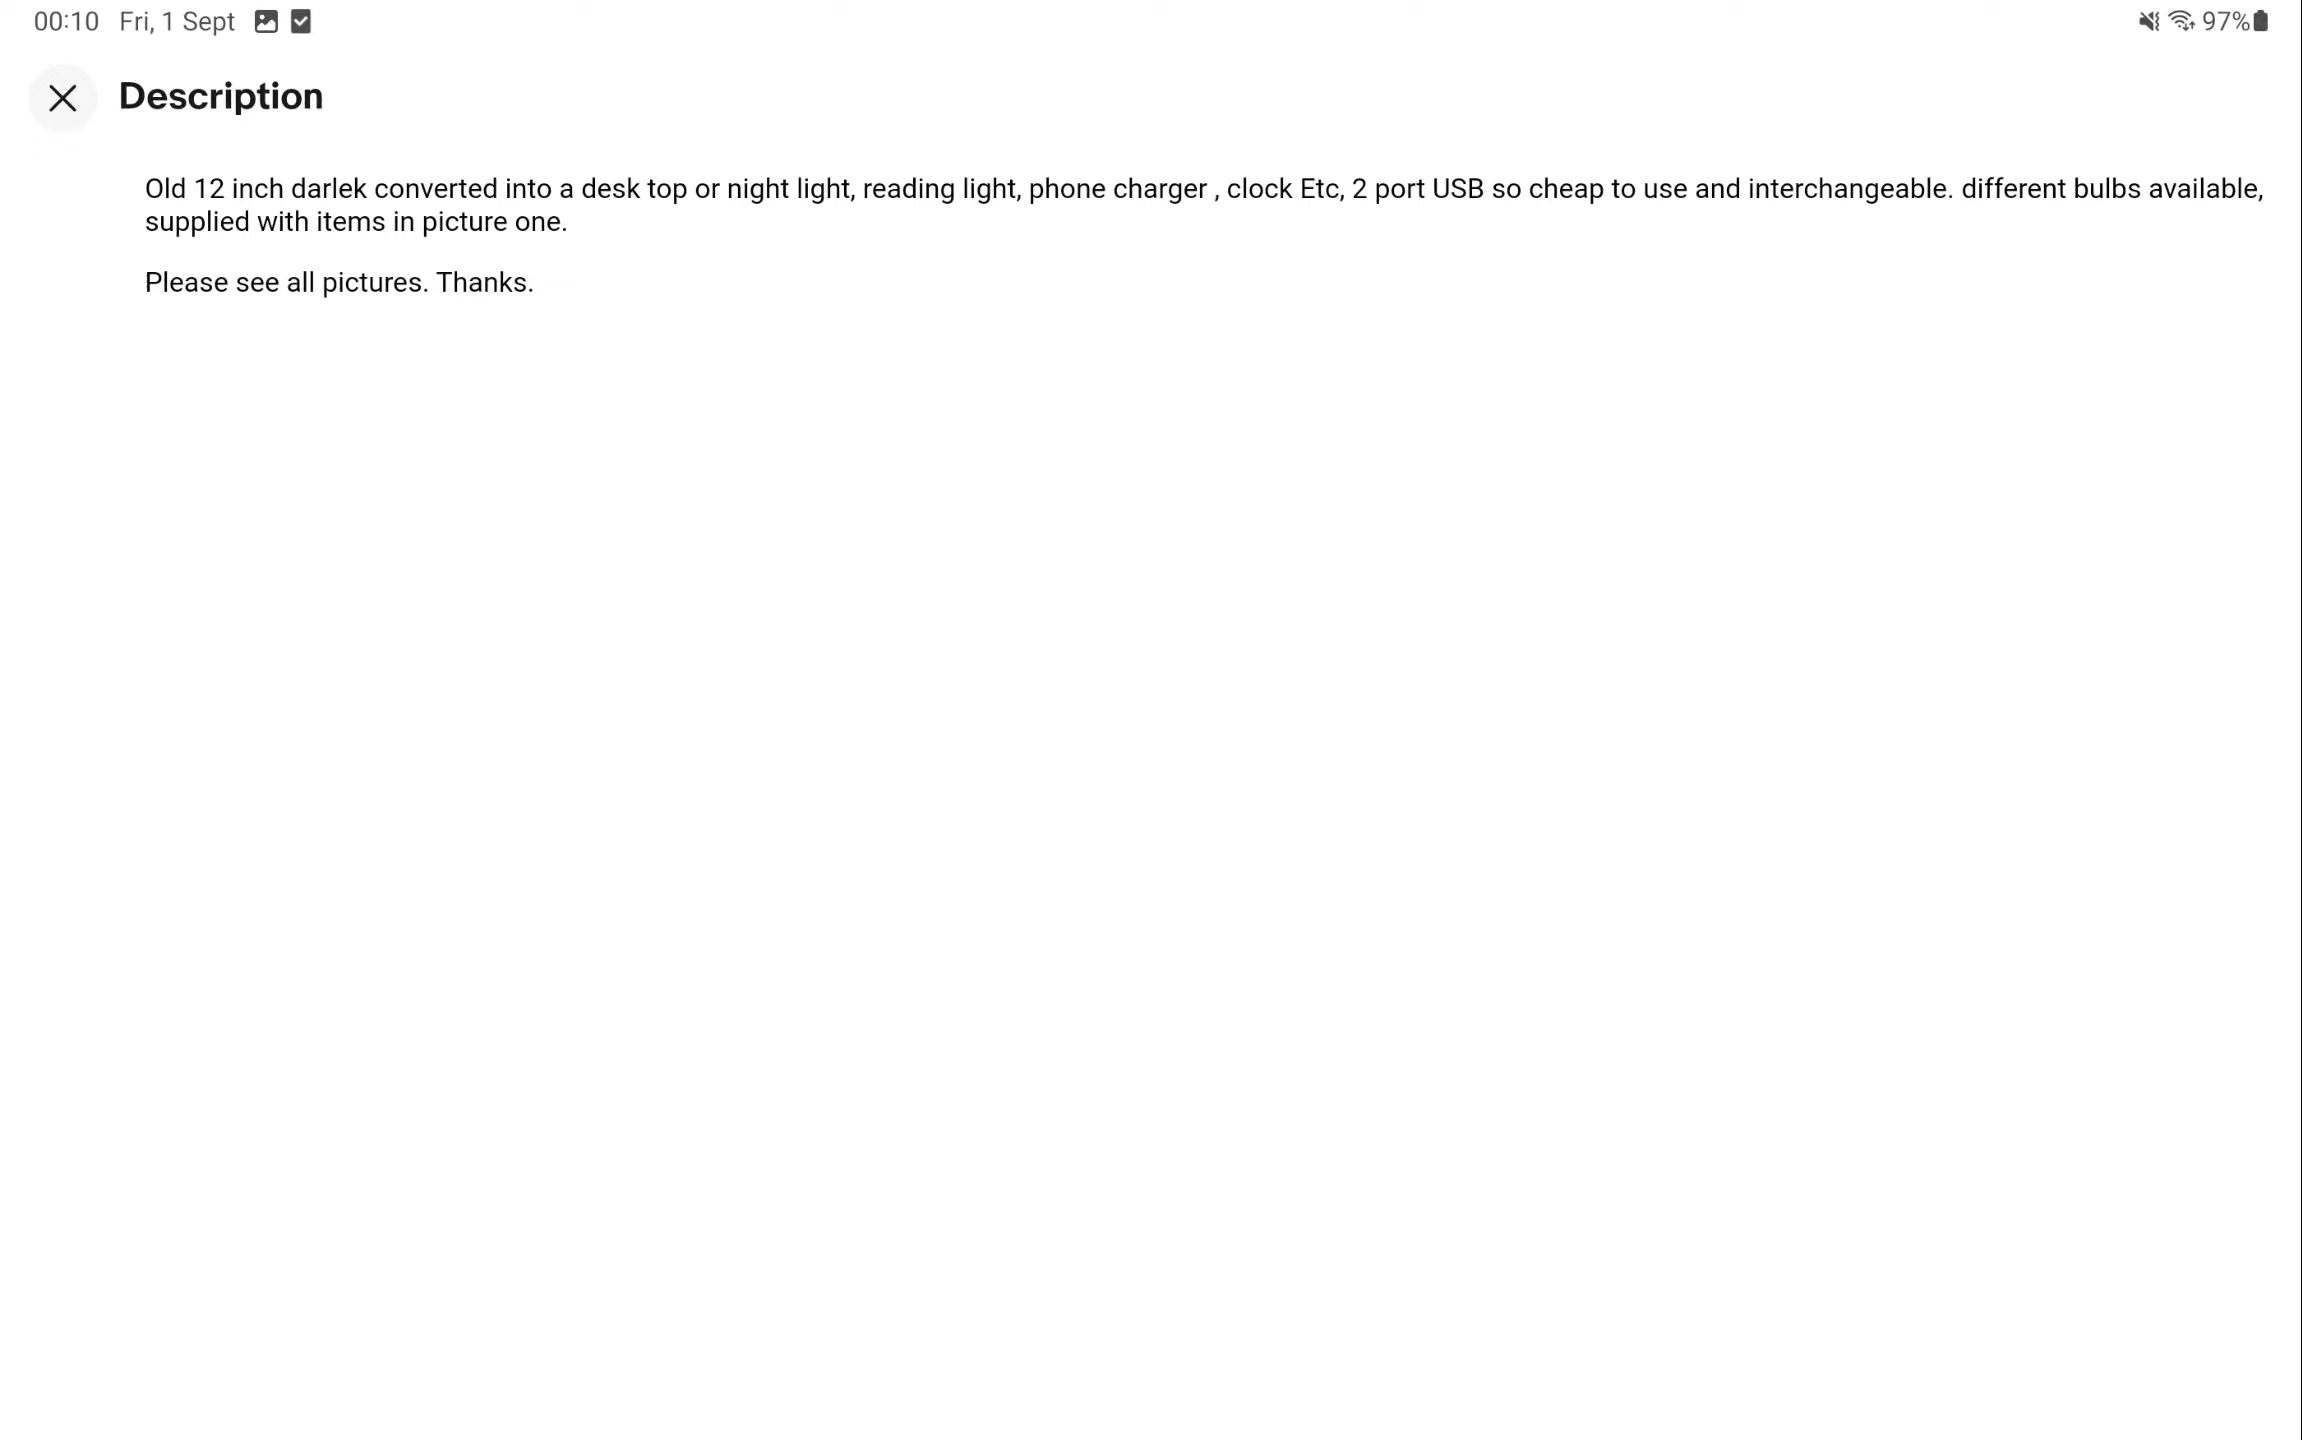 00:10 Fri, 1 Sept 97%
Description
Old 12 inch darlek converted into a desk top or night light, reading light, phone charger , clock Etc, 2 port USB so cheap to use and interchangeable. different bulbs available,
supplied with items in picture one.
Please see all pictures. Thanks.